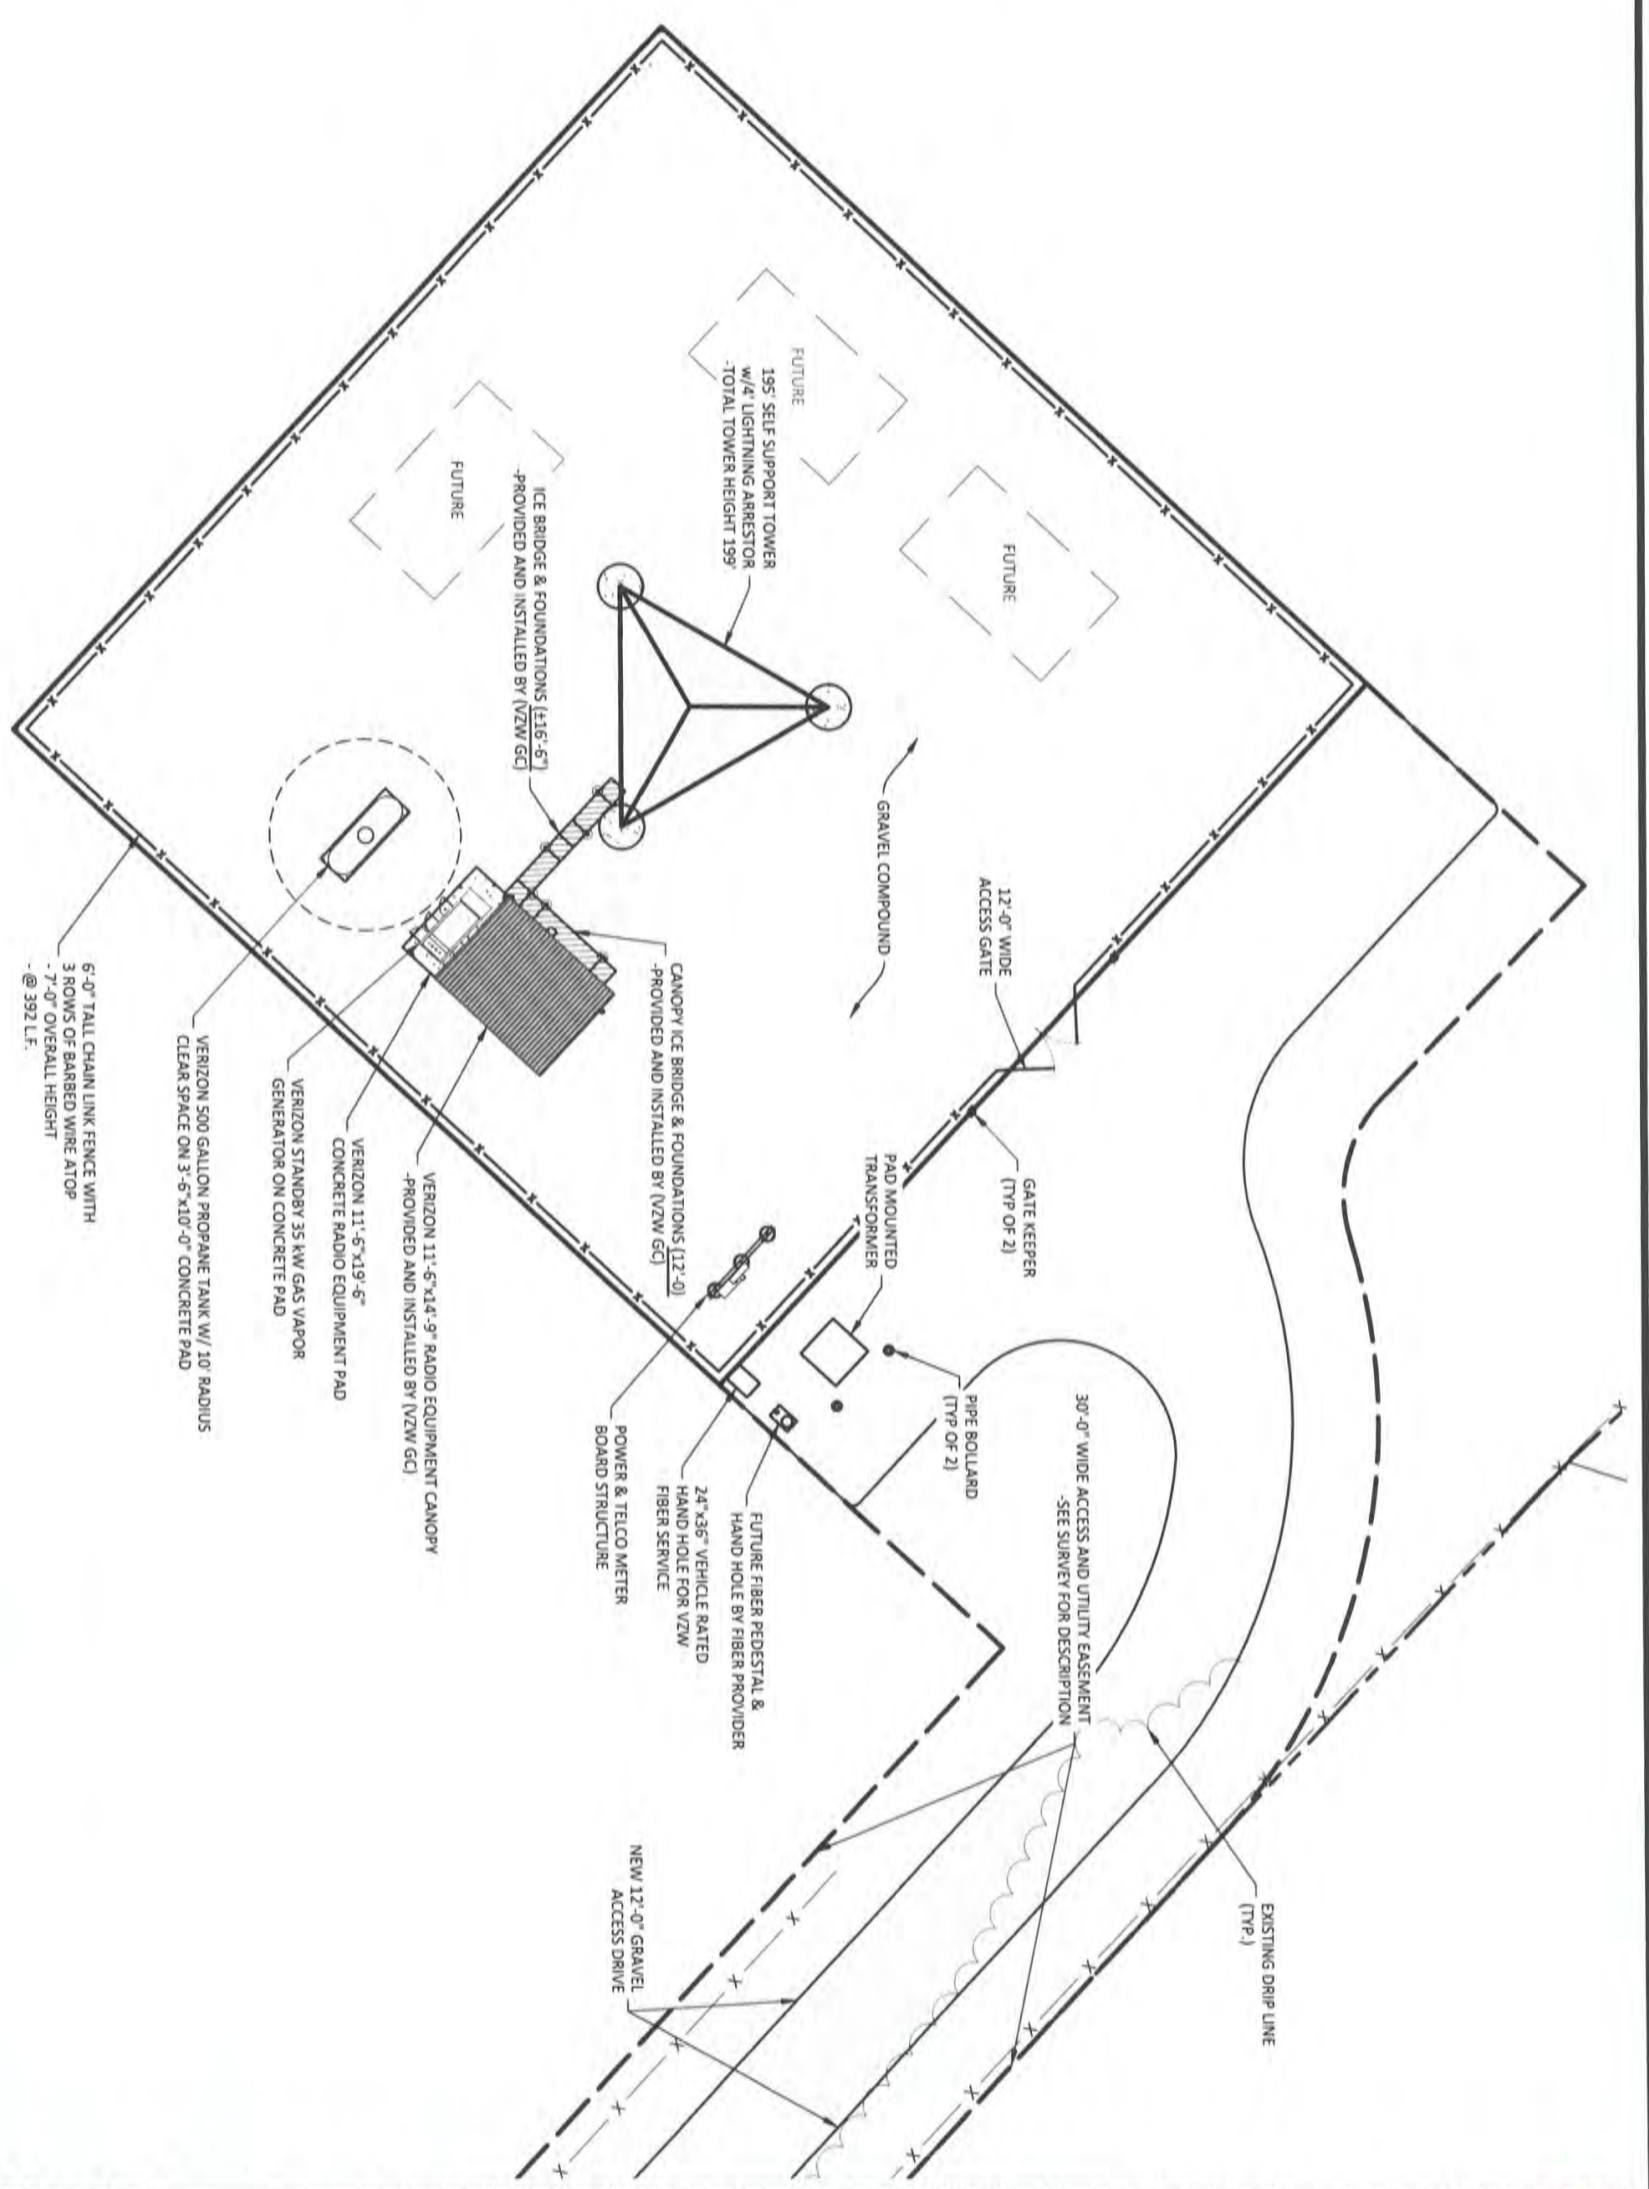 EXISTING DRIP LINE
(TYP.)
30'-0" WIDE ACCESS AND UTILITY EASEMENT
-SEE SURVEY FOR DESCRIPTION
GATE KEEPER
(TYP OF 2)
12'-0" WIDE
ACCESS GATE
FUTURE
PIPE BOLLARD
(TYP OF 2)
PAD MOUNTED
TRANSFORMER
GRAVEL COMPOUND
FUTURE
195' SELF SUPPORT TOWER
w/4' LIGHTNING ARRESTOR
-TOTAL TOWER HEIGHT 199'
FUTURE FIBER PEDESTAL &
HAND HOLE BY FIBER PROVIDER
24"x36" VEHICLE RATED
HAND HOLE FOR VZW
FIBER SERVICE
CANOPY ICE BRIDGE & FOUNDATIONS (12'-0)
-PROVIDED AND INSTALLED BY (VZW GC)
NEW 12'-0" GRAVEL
ACCESS DRIVE
POWER & TELCO METER
BOARD STRUCTURE
ICE BRIDGE & FOUNDATIONS (±16'-6")
-PROVIDED AND INSTALLED BY (VZW GC)
FUTURE
VERIZON 11'-6"x14'-9" RADIO EQUIPMENT CANOPY
-PROVIDED AND INSTALLED BY (VZW GC)
VERIZON 11'-6"x19'-6"
CONCRETE RADIO EQUIPMENT PAD
VERIZON STANDBY 35 kW GAS VAPOR
GENERATOR ON CONCRETE PAD
VERIZON 500 GALLON PROPANE TANK W/ 10' RADIUS
CLEAR SPACE ON 3'-6"x10'-0" CONCRETE PAD
6'-0" TALL CHAIN LINK FENCE WITH
3 ROWS OF BARBED WIRE ATOP
- 7'-0" OVERALL HEIGHT
- @ 392 L.F.